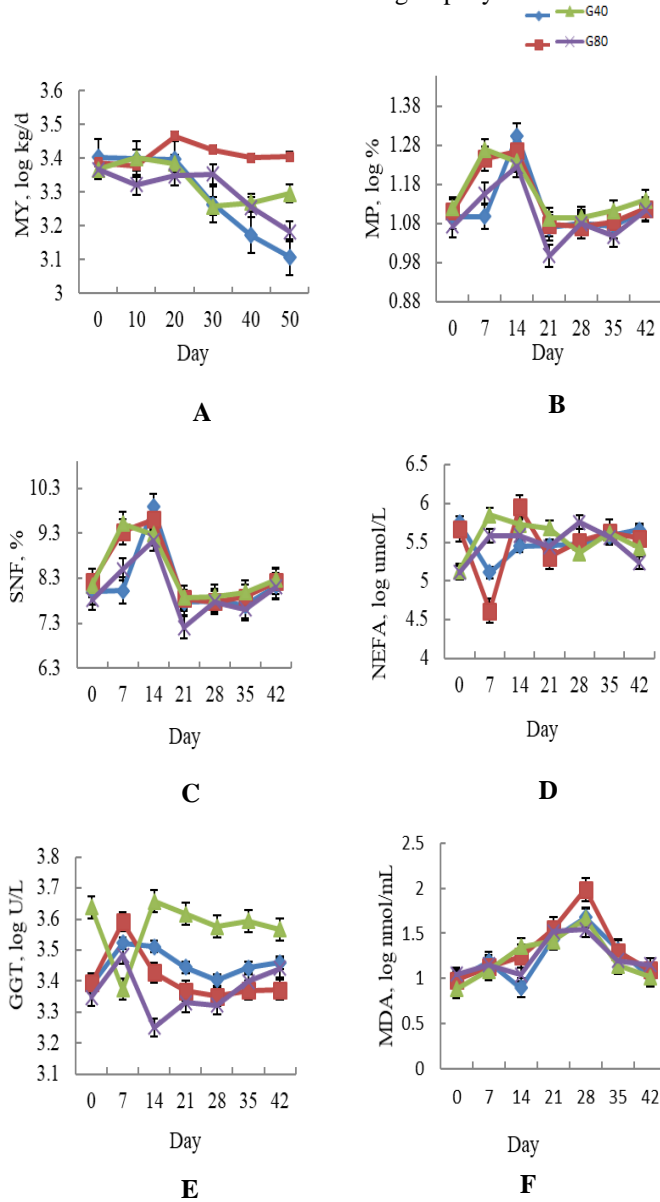 G40
G80
MY, log kg/d
3.6
3.5
3.4
3.3
3.2
3.1
3
0 10 20 30 40 50
Day
A
MP, log %
1.38
1.28
1.18
1.08
0.98
0.88
0 7 14 21 28 35 42
Day
B
SNF, %
10.3
9.3
8.3
7.3
6.3
0 7 14 21 28 35 42
Day
C
NEFA, log umol/L
6.5
6
5.5
5
4.5
4
0 7 14 21 28 35 42
Day
D
GGT, log U/L
3.8
3.7
3.6
3.5
3.4
3.3
3.2
3.1
0 7 14 21 28 35 42
Day
E
MDA, log nmol/mL
2.5
2
1.5
1
0.5
0
0 7 14 21 28 35 42
Day
F